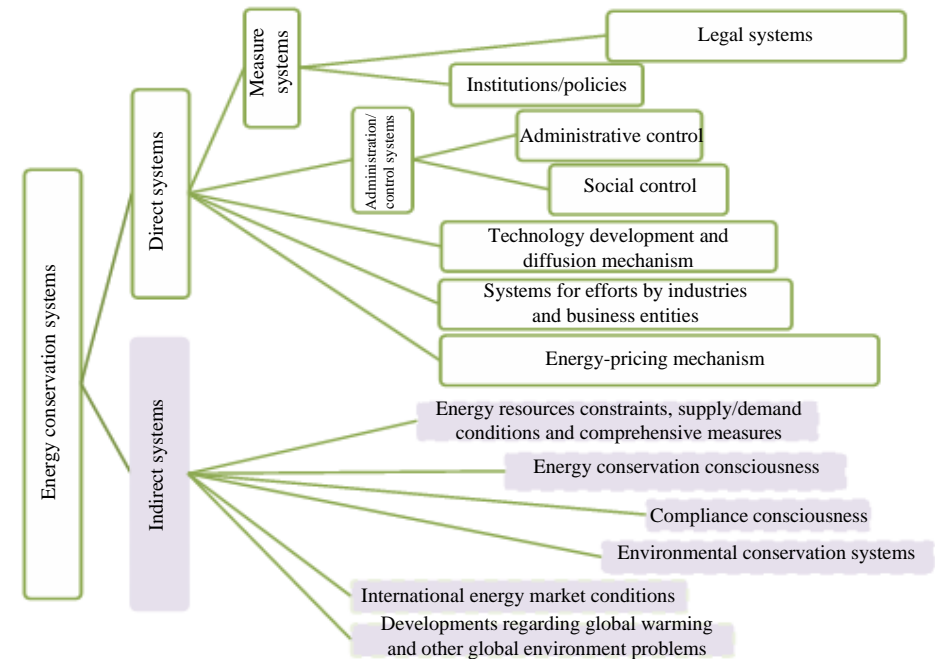 Energy conservation systems
Direct systems
Measure
systems
Legal systems
Institutions/policies
Administration/
control systems
Administrative control
Social control
Technology development and
diffusion mechanism
Systems for efforts by industries
and business entities
Energy-pricing mechanism
Indirect systems
Energy resources constraints, supply/demand
conditions and comprehensive measures
Energy conservation consciousness
Compliance consciousness
Environmental conservation systems
International energy market conditions
Developments regarding global warming
and other global environment problems